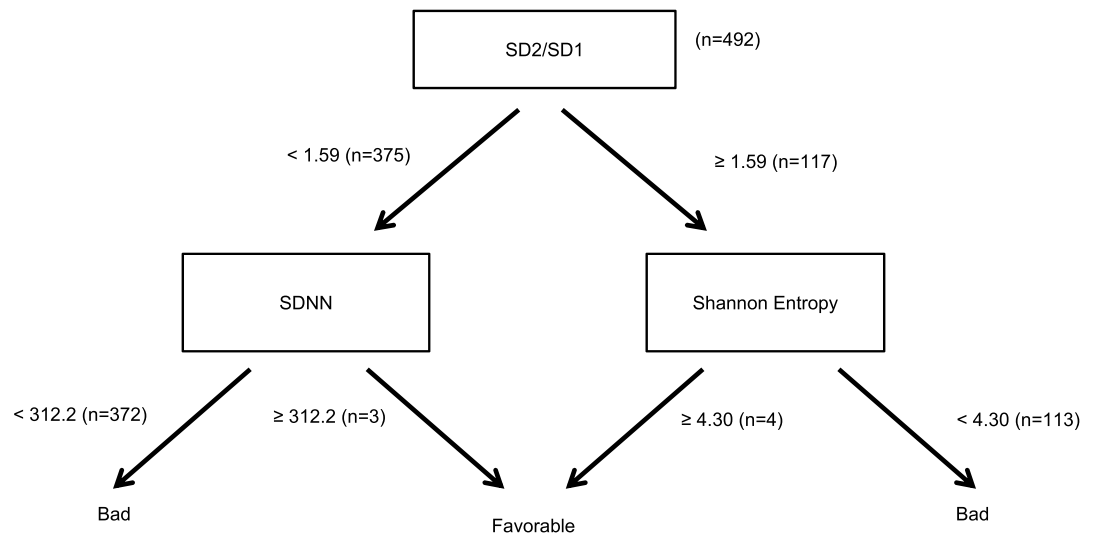 SD2/SD1
(n=492)
< 1.59 (n=375)
≥ 1.59 (n=117)
SDNN
Shannon Entropy
< 312.2 (n=372)
≥ 312.2 (n=3)
≥ 4.30 (n=4)
< 4.30 (n=113)
Bad
Favorable
Bad